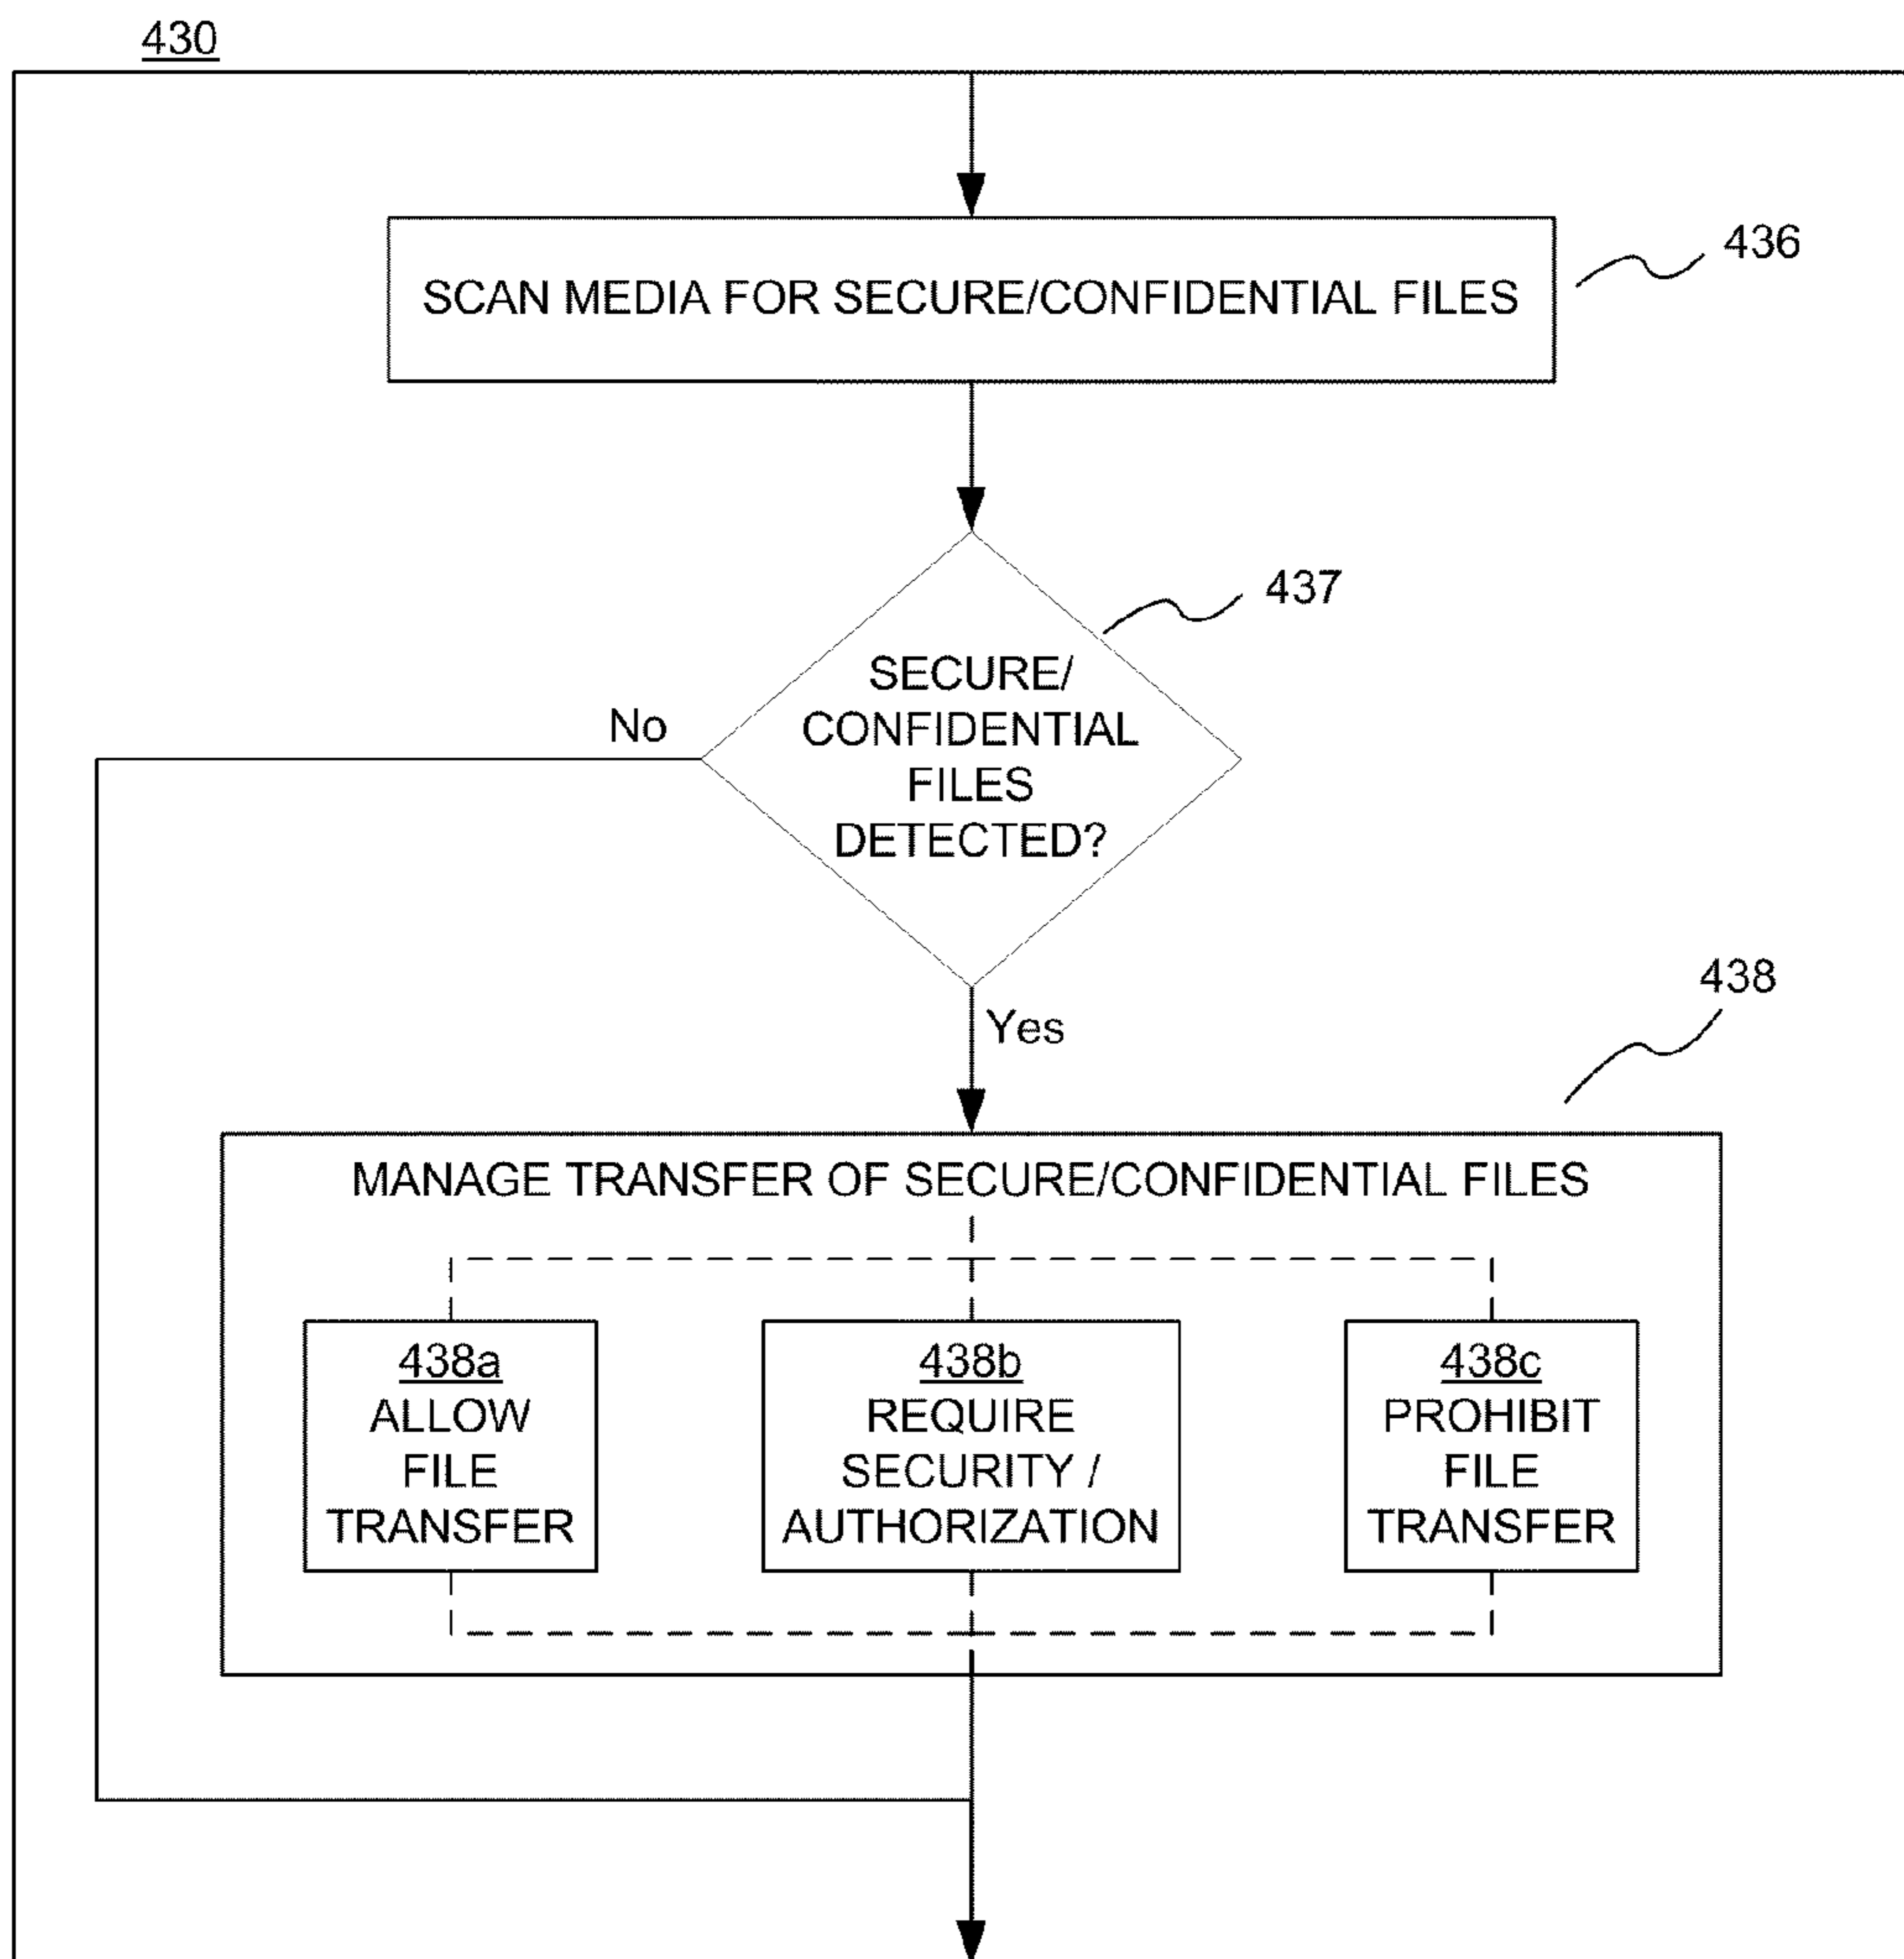 430
SCAN MEDIA FOR SECURE/CONFIDENTIAL FILES
436
437
SECURE/
CONFIDENTIAL
FILES
DETECTED?
No
Yes
438
MANAGE TRANSFER OF SECURE/CONFIDENTIAL FILES
438a
ALLOW
FILE
TRANSFER
438b
REQUIRE
SECURITY /
AUTHORIZATION
438c
PROHIBIT
FILE
TRANSFER